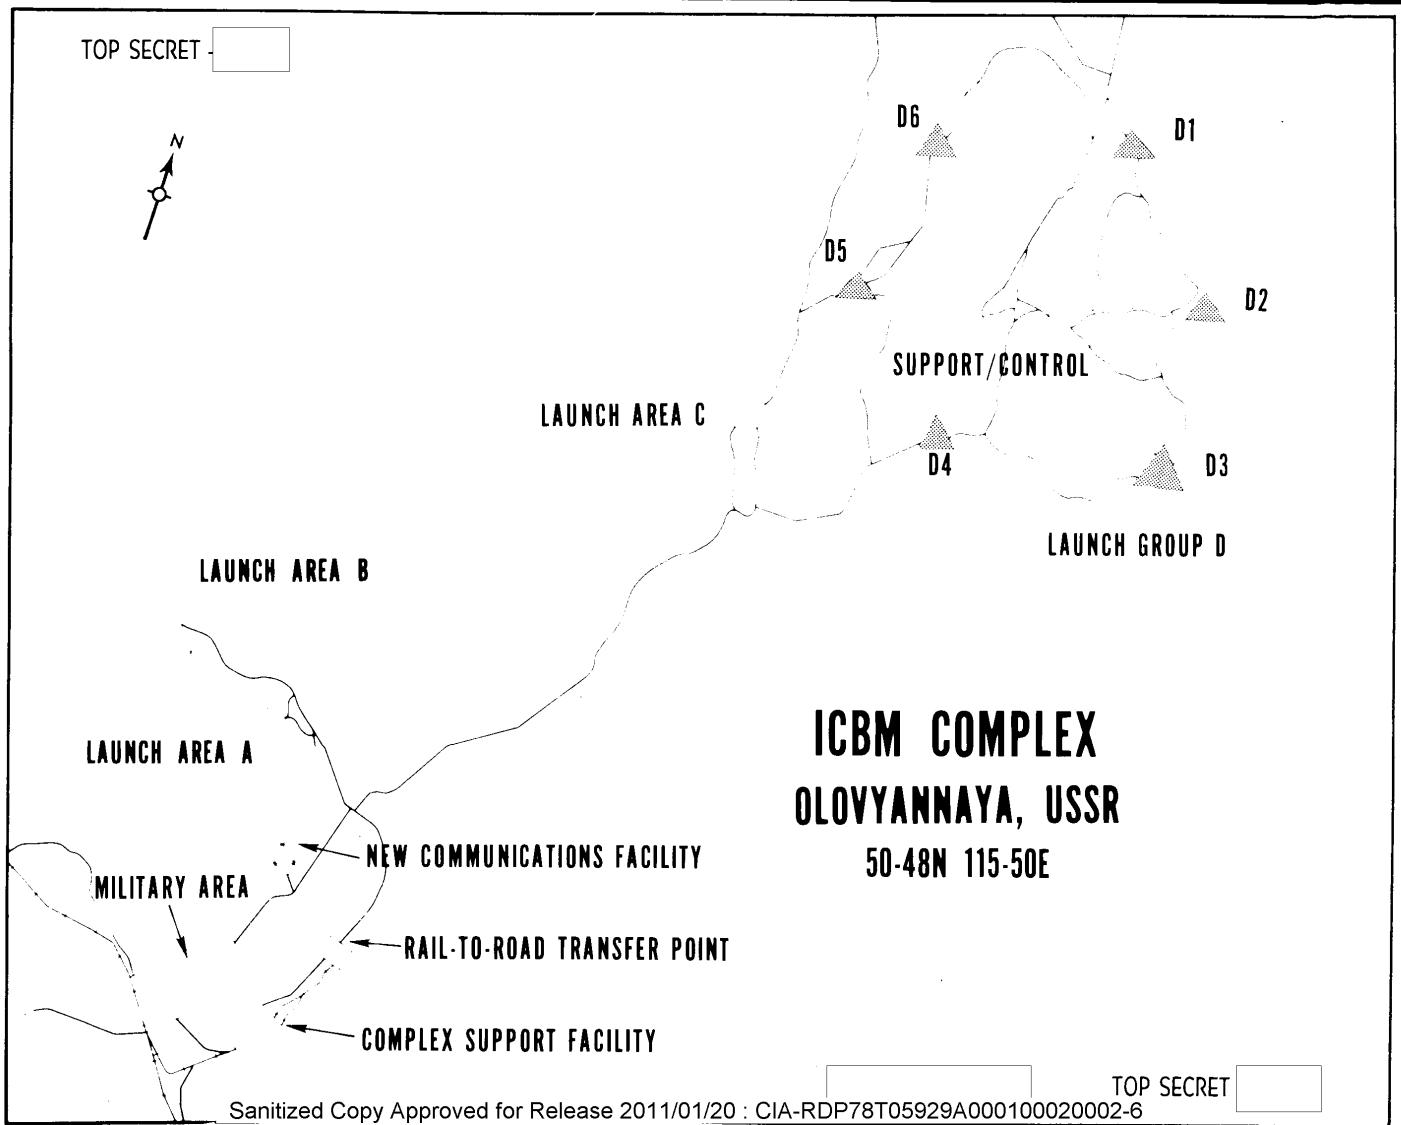 TOP SECRET -
N
D6
D1
D5
D2
SUPPORT/CONTROL
LAUNCH AREA C
D4
D3
LAUNCH GROUP D
LAUNCH AREA B
ICBM COMPLEX
LAUNCH AREA A
OLOVYANNAYA, USSR
50-48N 115-50E
NEW COMMUNICATIONS FACILITY
MILITARY AREA
RAIL-TO-ROAD TRANSFER POINT
COMPLEX SUPPORT FACILITY
TOP SECRET
Sanitized Copy Approved for Release 2011/01/20 : CIA-RDP78T05929A000100020002-6